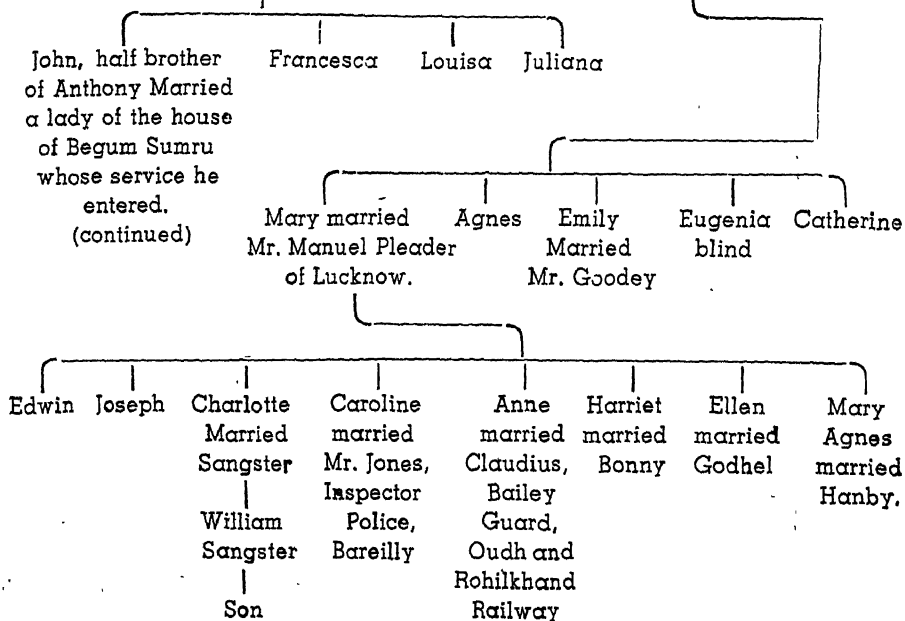 John, half brother
of Anthony Married
a lady of the house
of Begum Sumru
whose service he
entered.
(continued)
Francesca
Louisa
Juliana
Mary married
Mr. Manuel Pleader
of Lucknow.
Agnes
Emily
Married
Mr. Goodey
Eugenia
blind
Catherine
Edwin
Joseph
Charlotte
Married
Sangster
William
Sangster
Son
Caroline
married
Mr. Jones,
Inspector
Police,
Bareilly
Anne
married
Claudius,
Bailey
Guard,
Oudh and
Rohilkhand
Railway
Harriet
married
Bonny
Ellen
married
Godhel
Mary
Agnes
married
Hanby.